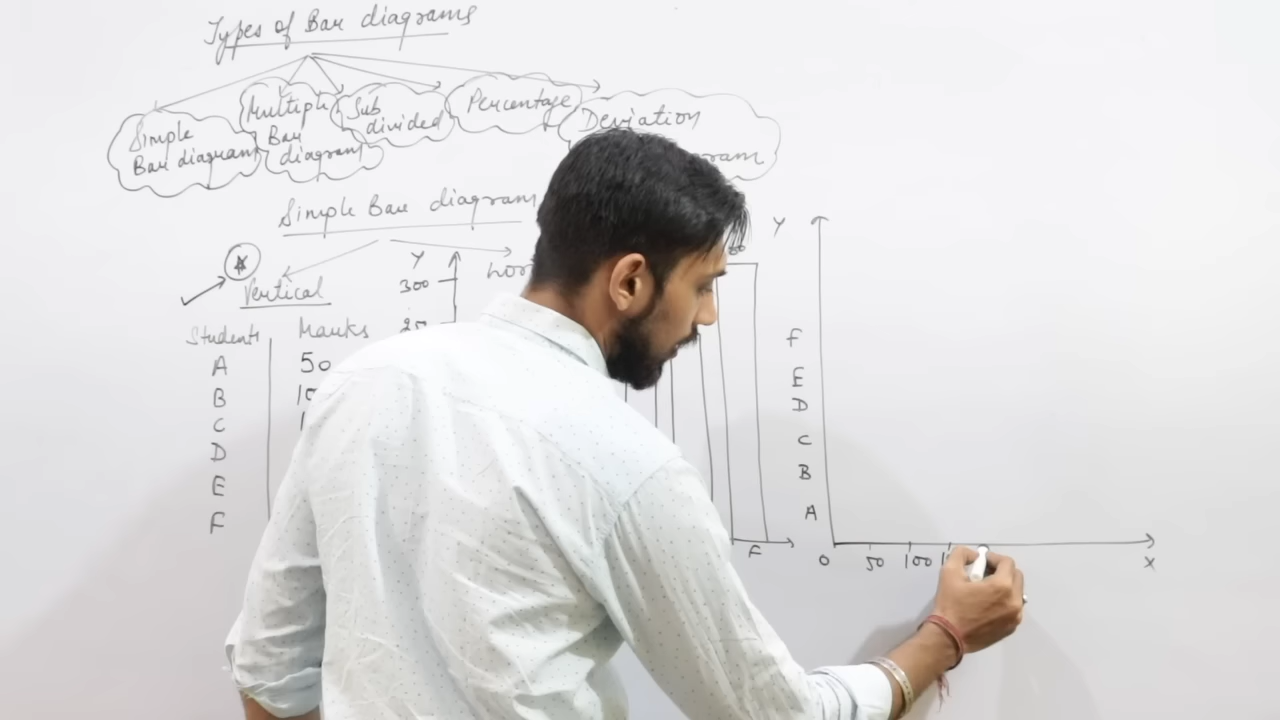 Types of Bar diagrams
Simple
Bar diagram
Multiple
Bar
diagram
Sub
divided
Percentage
Deviation
Simple Bar diagram
Vertical
Students Marks
A 50
B
C
D
E
F
Y
300
F
Y
F
E
D
C
B
A
0 50 100
X